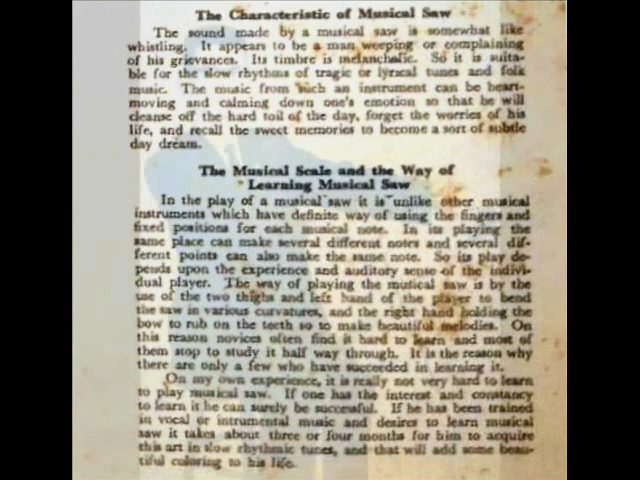 The Characteristic of Musical Saw
The sound made by a musical saw is somewhat like
whistling. It appears to be a man weeping or complaining
of his grievances. Its timbre is melancholic. So it is suita-
ble for the slow rhythms of tragic or lyrical tunes and folk
music. The music from such an instrument can be heart-
moving and calming down one's emotion so that he will
cleanse off the hard toil of the day, forget the worries of his
life, and recall the sweet memories to become a sort of subtle
day dream.
The Musical Scale and the Way of
Learning Musical Saw
In the play of a musical saw it is unlike other musical
instruments which have definite way of using the fingers and
fixed positions for each musical note. In its playing the
same place can make several different notes and several dif-
ferent points can also make the same note. So its play de-
pends upon the experience and auditory sense of the indivi-
dual player. The way of playing the musical saw is by the
use of the two thighs and left hand of the player to bend
the saw in various curvatures, and the right hand holding the
bow to rub on the teeth so to make beautiful melodies. On
this reason novices often find it hard to learn and most of
them stop to study it half way through. It is the reason why
there are only a few who have succeeded in learning it.
On my own experience, it is really not very hard to learn
to play musical saw. If one has the interest and constancy
to learn it he can surely be successful. If he has been trained
in vocal or intrumental music and desires to learn musical
saw it takes about three or four months for him to acquire
this art in slow rhythmic tunes, and that will add some beau-
tiful coloring to his life.